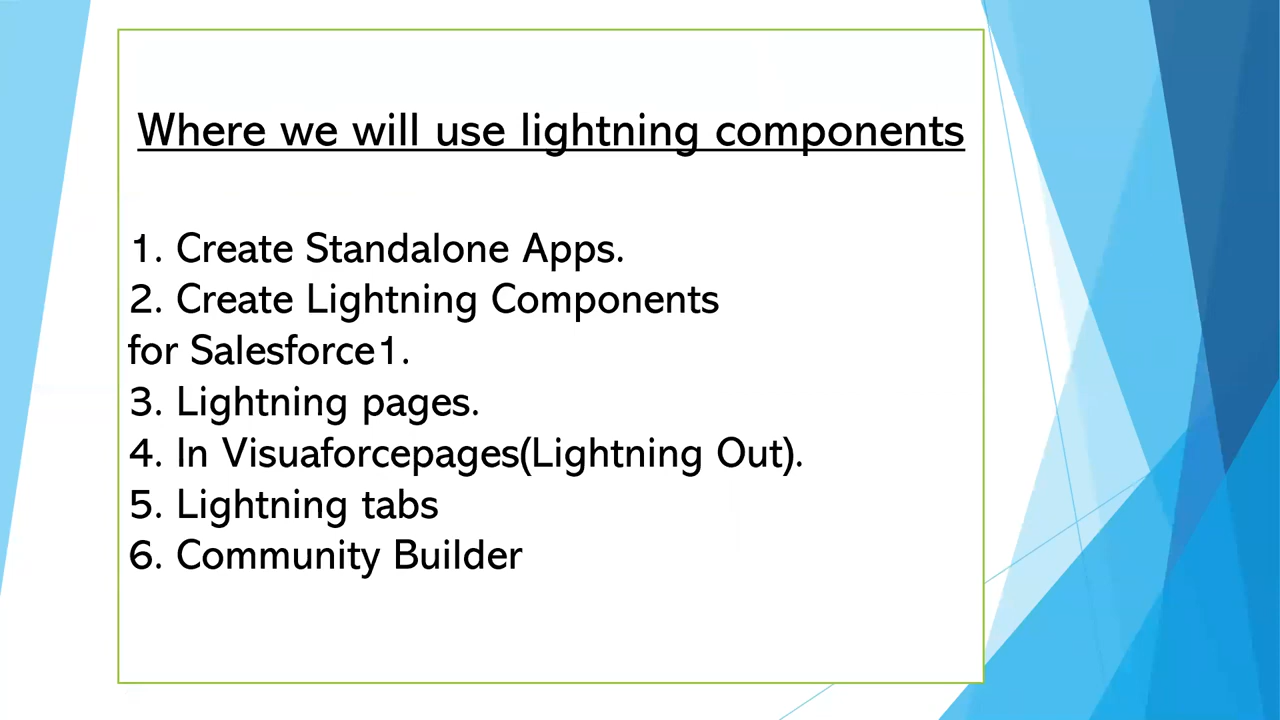 Where we will use lightning components
1. Create Standalone Apps.
2. Create Lightning Components
for Salesforce1.
3. Lightning pages.
4. In Visuaforcepages(Lightning Out).
5. Lightning tabs
6. Community Builder